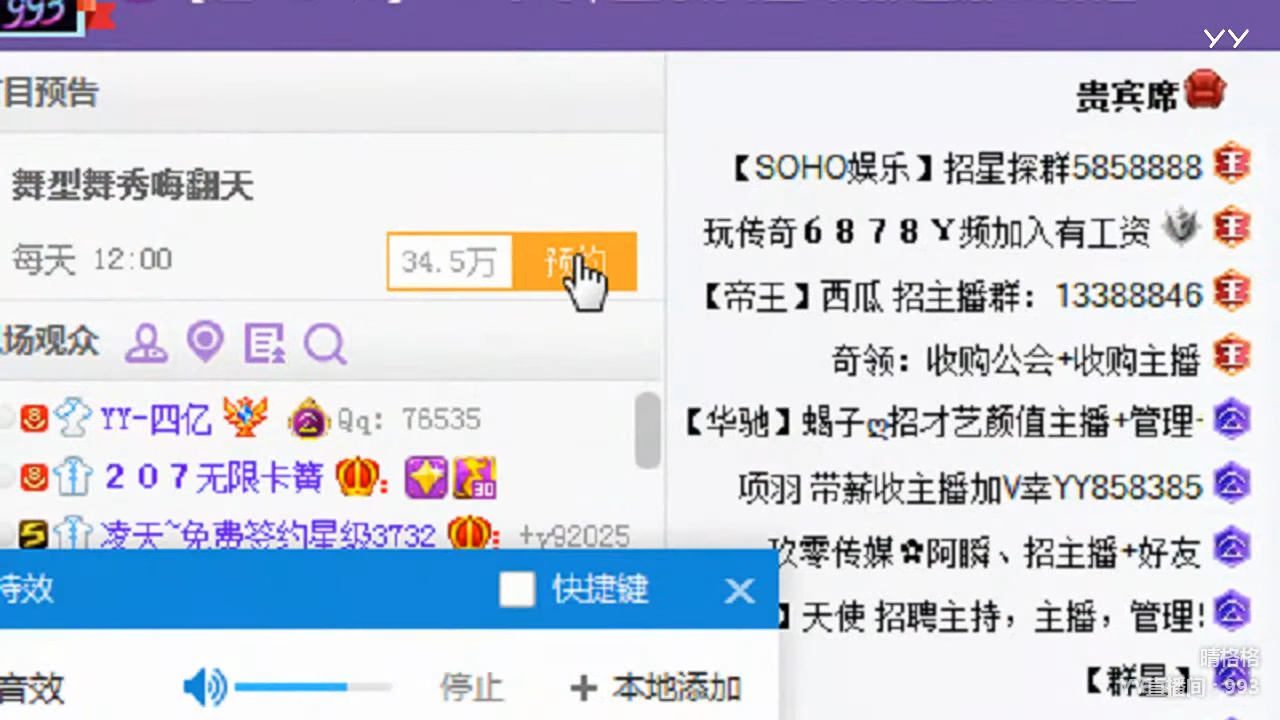 993
YY
目预告
舞型舞秀嗨翻天
每天 12:00
34.5万
预约
场观众
YY-四亿
Qq: 76535
207无限卡簧
30
凌天~免费签约星级3732
+y92025
特效
快捷键
音效
停止
+ 本地添加
贵宾席
【SOHO娱乐】招星探群5858888
王
玩传奇6878Y频加入有工资
王
【帝王】西瓜 招主播群：13388846
王
奇领：收购公会+收购主播
王
【华驰】蝎子 招才艺颜值主播+管理-
项羽 带薪收主播加V幸YY858385
玖零传媒✿阿瞬、招主播+好友
】天使 招聘主持，主播，管理!
【群星】
晴格格
YY直播间：993